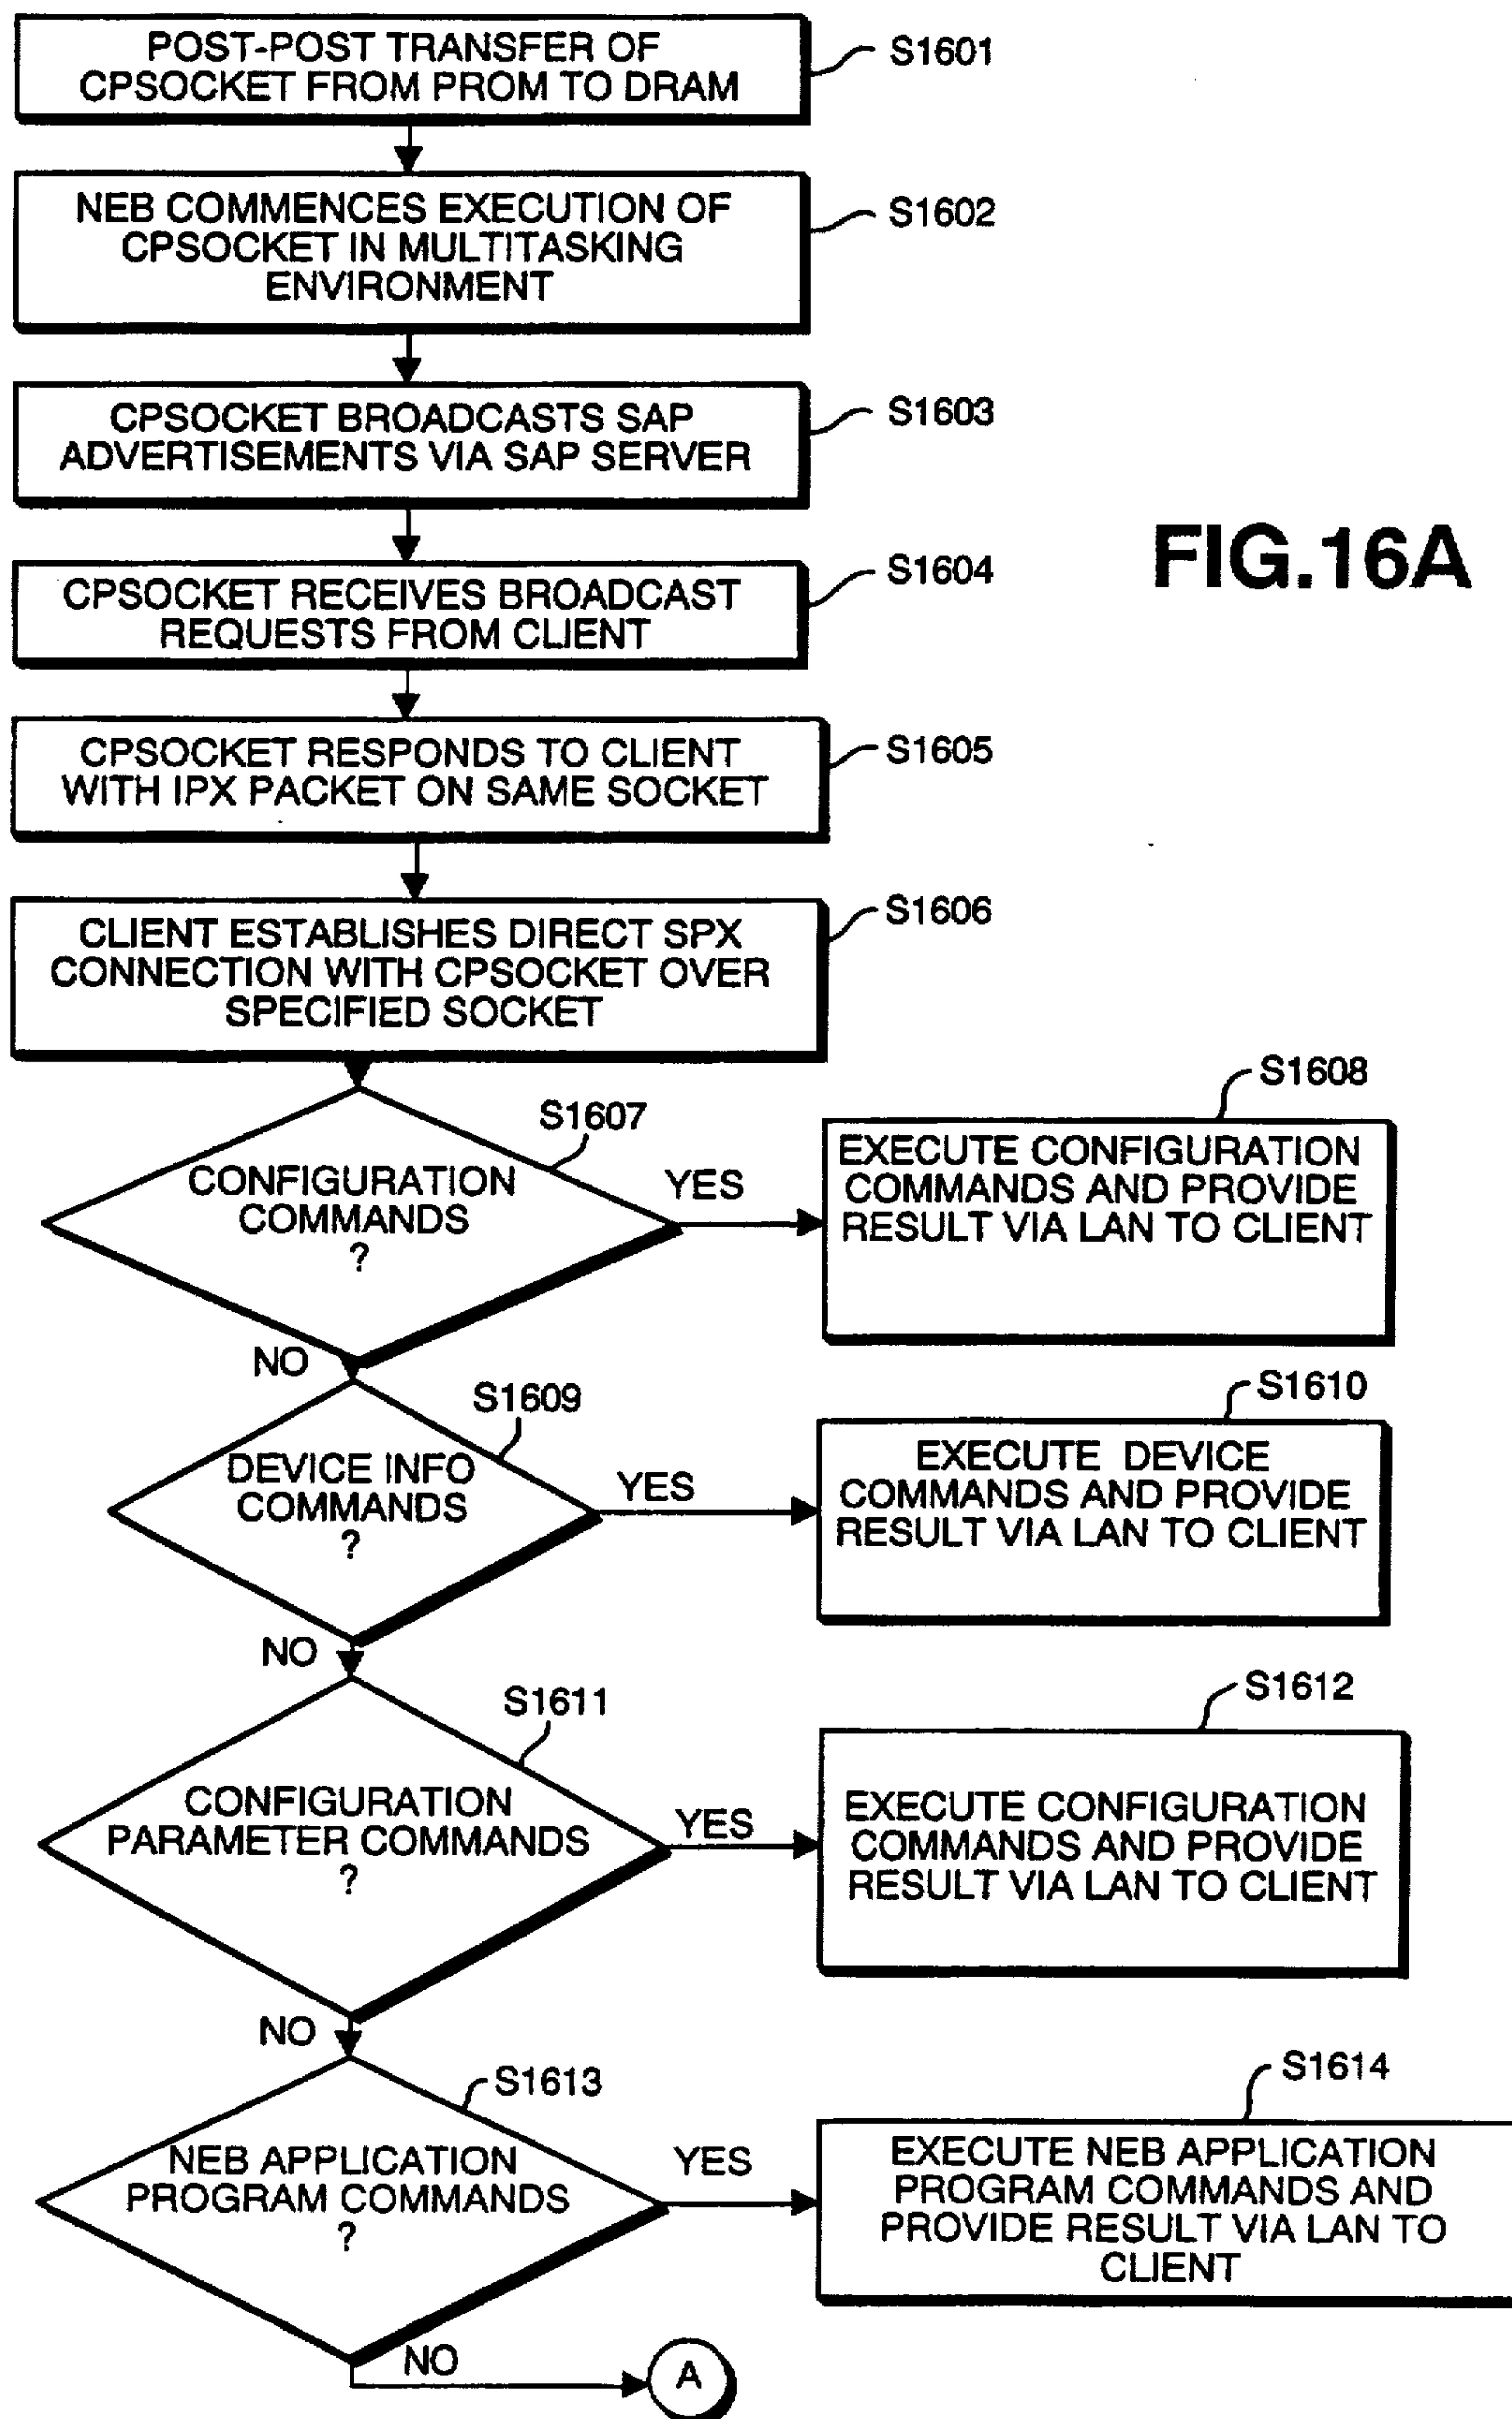 POST-POST TRANSFER OF
CPSOCKET FROM PROM TO DRAM
S1601
NEB COMMENCES EXECUTION OF
CPSOCKET IN MULTITASKING
ENVIRONMENT
S1602
CPSOCKET BROADCASTS SAP
ADVERTISEMENTS VIA SAP SERVER
S1603
FIG.16A
CPSOCKET RECEIVES BROADCAST
REQUESTS FROM CLIENT
S1604
CPSOCKET RESPONDS TO CLIENT
WITH IPX PACKET ON SAME SOCKET
S1605
CLIENT ESTABLISHES DIRECT SPX
CONNECTION WITH CPSOCKET OVER
SPECIFIED SOCKET
S1606
S1607
CONFIGURATION
COMMANDS
?
YES
S1608
EXECUTE CONFIGURATION
COMMANDS AND PROVIDE
RESULT VIA LAN TO CLIENT
NO
S1609
DEVICE INFO
COMMANDS
?
YES
S1610
EXECUTE DEVICE
COMMANDS AND PROVIDE
RESULT VIA LAN TO CLIENT
NO
S1611
CONFIGURATION
PARAMETER COMMANDS
?
YES
S1612
EXECUTE CONFIGURATION
COMMANDS AND PROVIDE
RESULT VIA LAN TO CLIENT
NO
S1613
NEB APPLICATION
PROGRAM COMMANDS
?
YES
S1614
EXECUTE NEB APPLICATION
PROGRAM COMMANDS AND
PROVIDE RESULT VIA LAN TO
CLIENT
NO
A